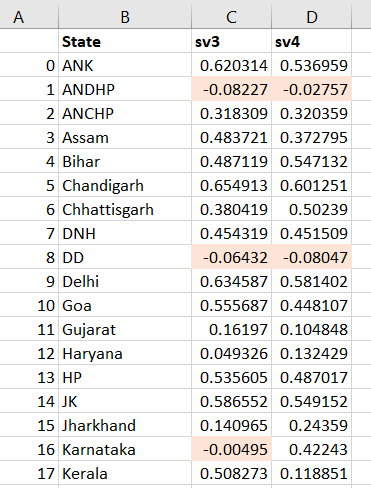 A B C D
State sv3 sv4
0 ANK 0.620314 0.536959
1 ANDHP -0.08227 -0.02757
2 ANCHP 0.318309 0.320359
3 Assam 0.483721 0.372795
4 Bihar 0.487119 0.547132
5 Chandigarh 0.654913 0.601251
6 Chhattisgarh 0.380419 0.50239
7 DNH 0.454319 0.451509
8 DD -0.06432 -0.08047
9 Delhi 0.634587 0.581402
10 Goa 0.555687 0.448107
11 Gujarat 0.16197 0.104848
12 Haryana 0.049326 0.132429
13 HP 0.535605 0.487017
14 JK 0.586552 0.549152
15 Jharkhand 0.140965 0.24359
16 Karnataka -0.00495 0.42243
17 Kerala 0.508273 0.118851